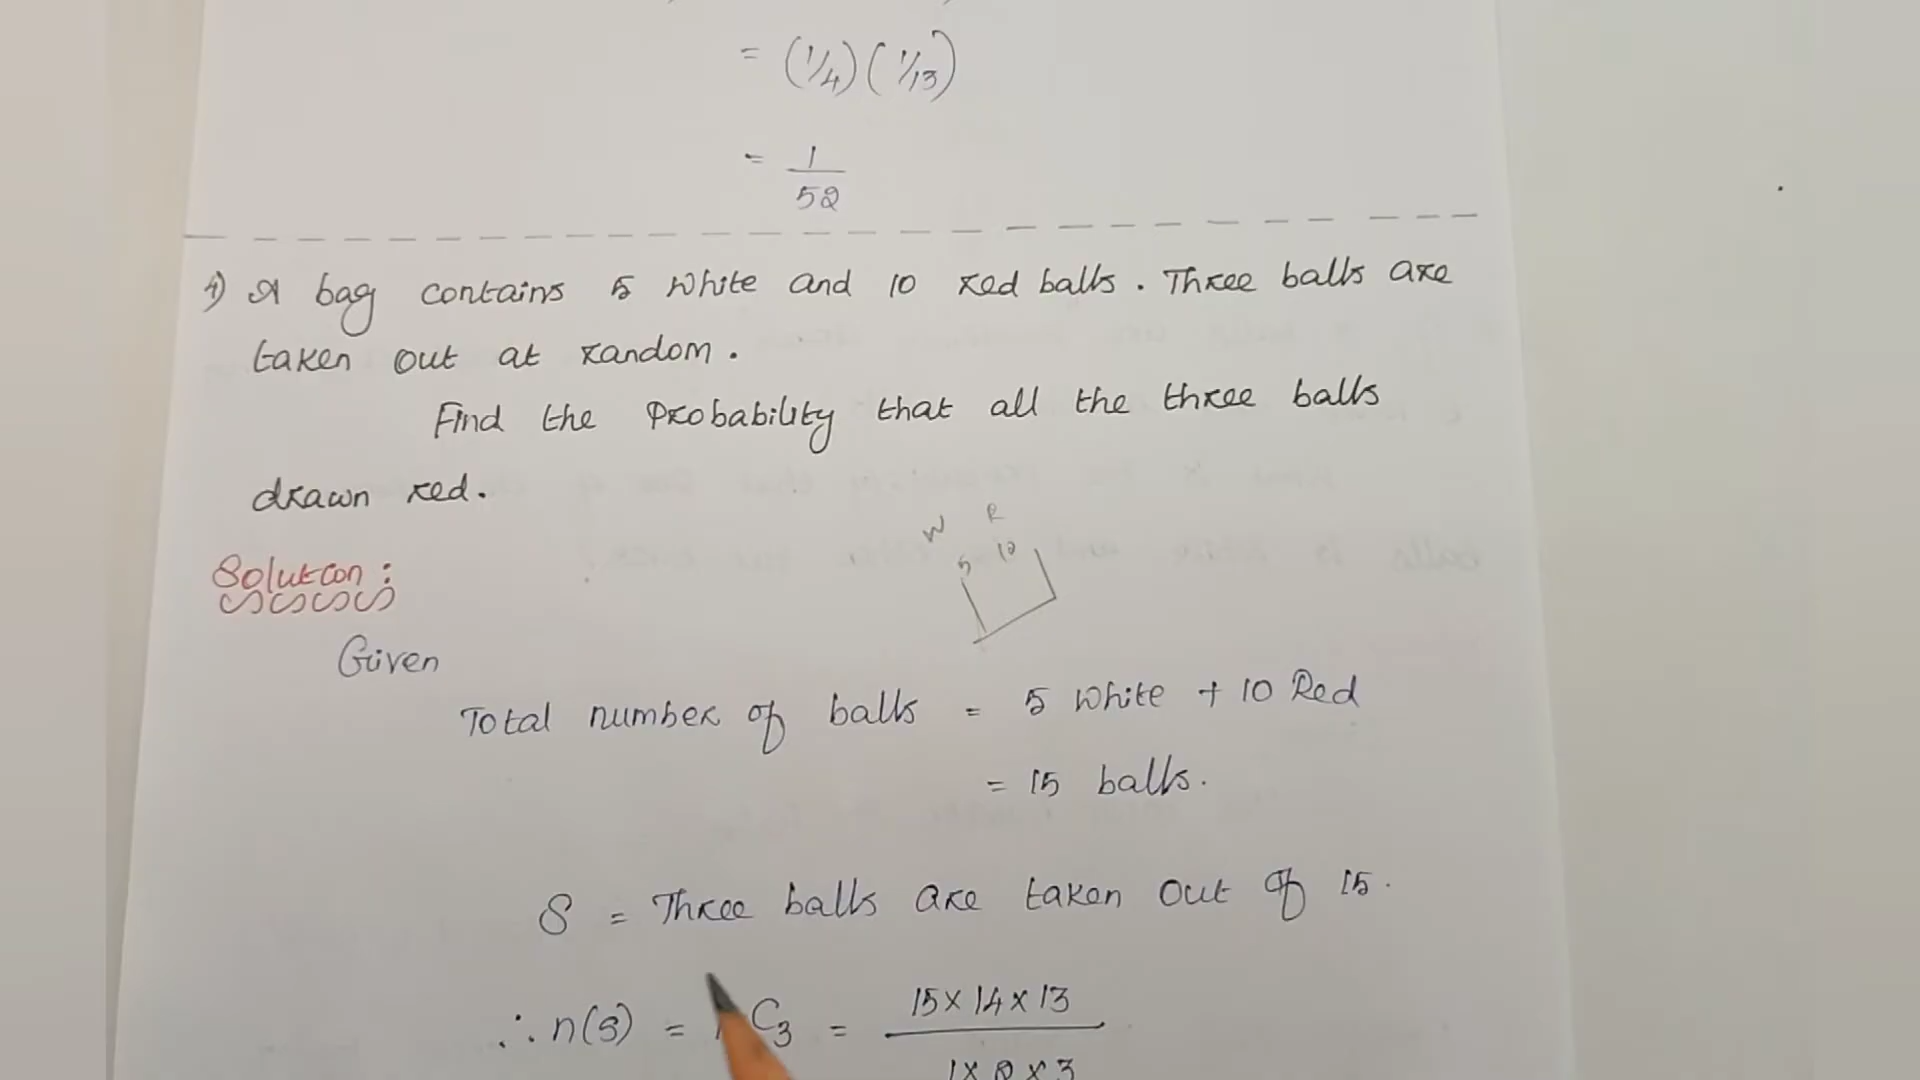 = (1/4) (1/13)
= 1/52
4) A bag contains 5 white and 10 red balls. Three balls are
taken out at random.
Find the Probability that all the three balls
drawn red.
W R
5 10
Solution:
Given
Total number of balls = 5 white + 10 Red
= 15 balls.
S = Three balls are taken out of 15.
∴ n(S) = C3 = 15 x 14 x 13
1 x 2 x 3